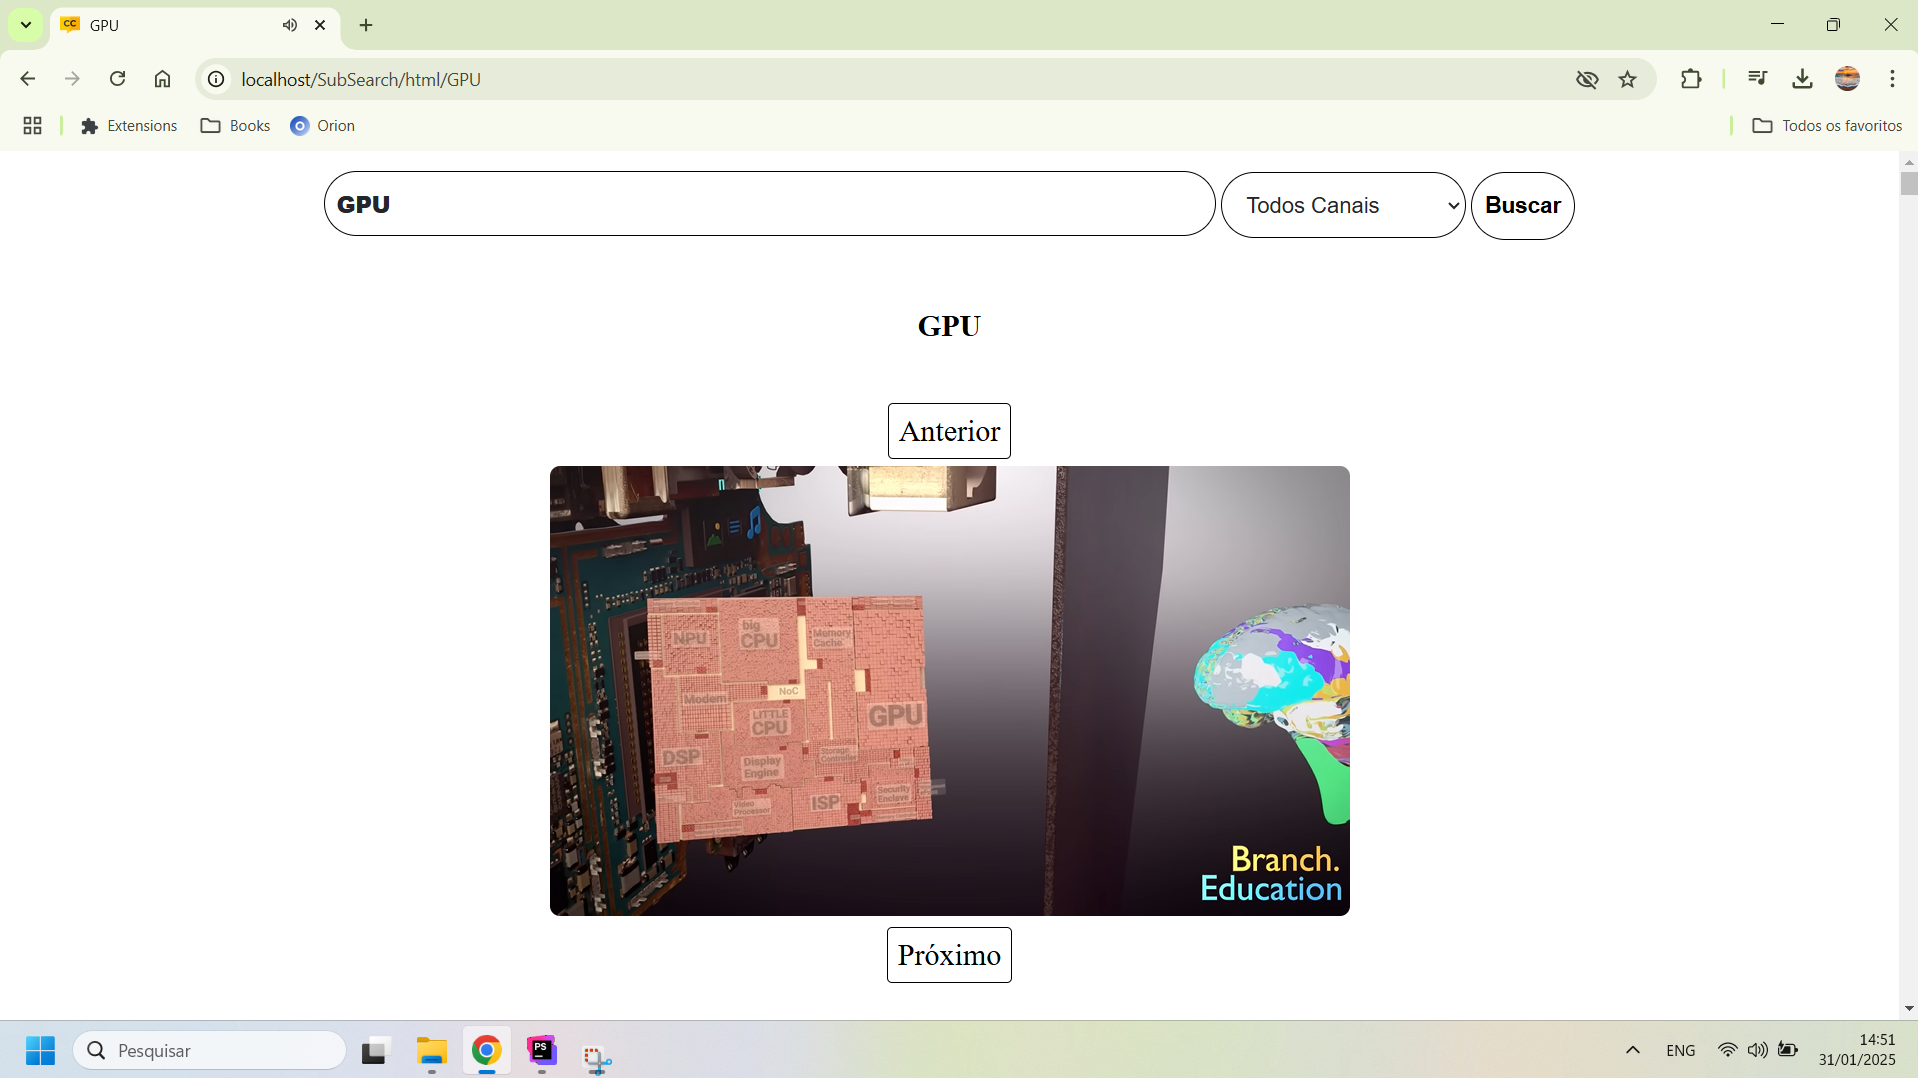 CC GPU
localhost/SubSearch/html/GPU
Extensions Books Orion Todos os favoritos
GPU Todos Canais Buscar
GPU
Anterior
NPU
big
CPU
Memory
Cache
Modem
NoC
LITTLE
CPU
GPU
DSP
Storage
Controller
Display
Engine
Video
Processor
ISP
Security
Enclave
Branch.
Education
Próximo
Pesquisar
PS
ENG
14:51
31/01/2025